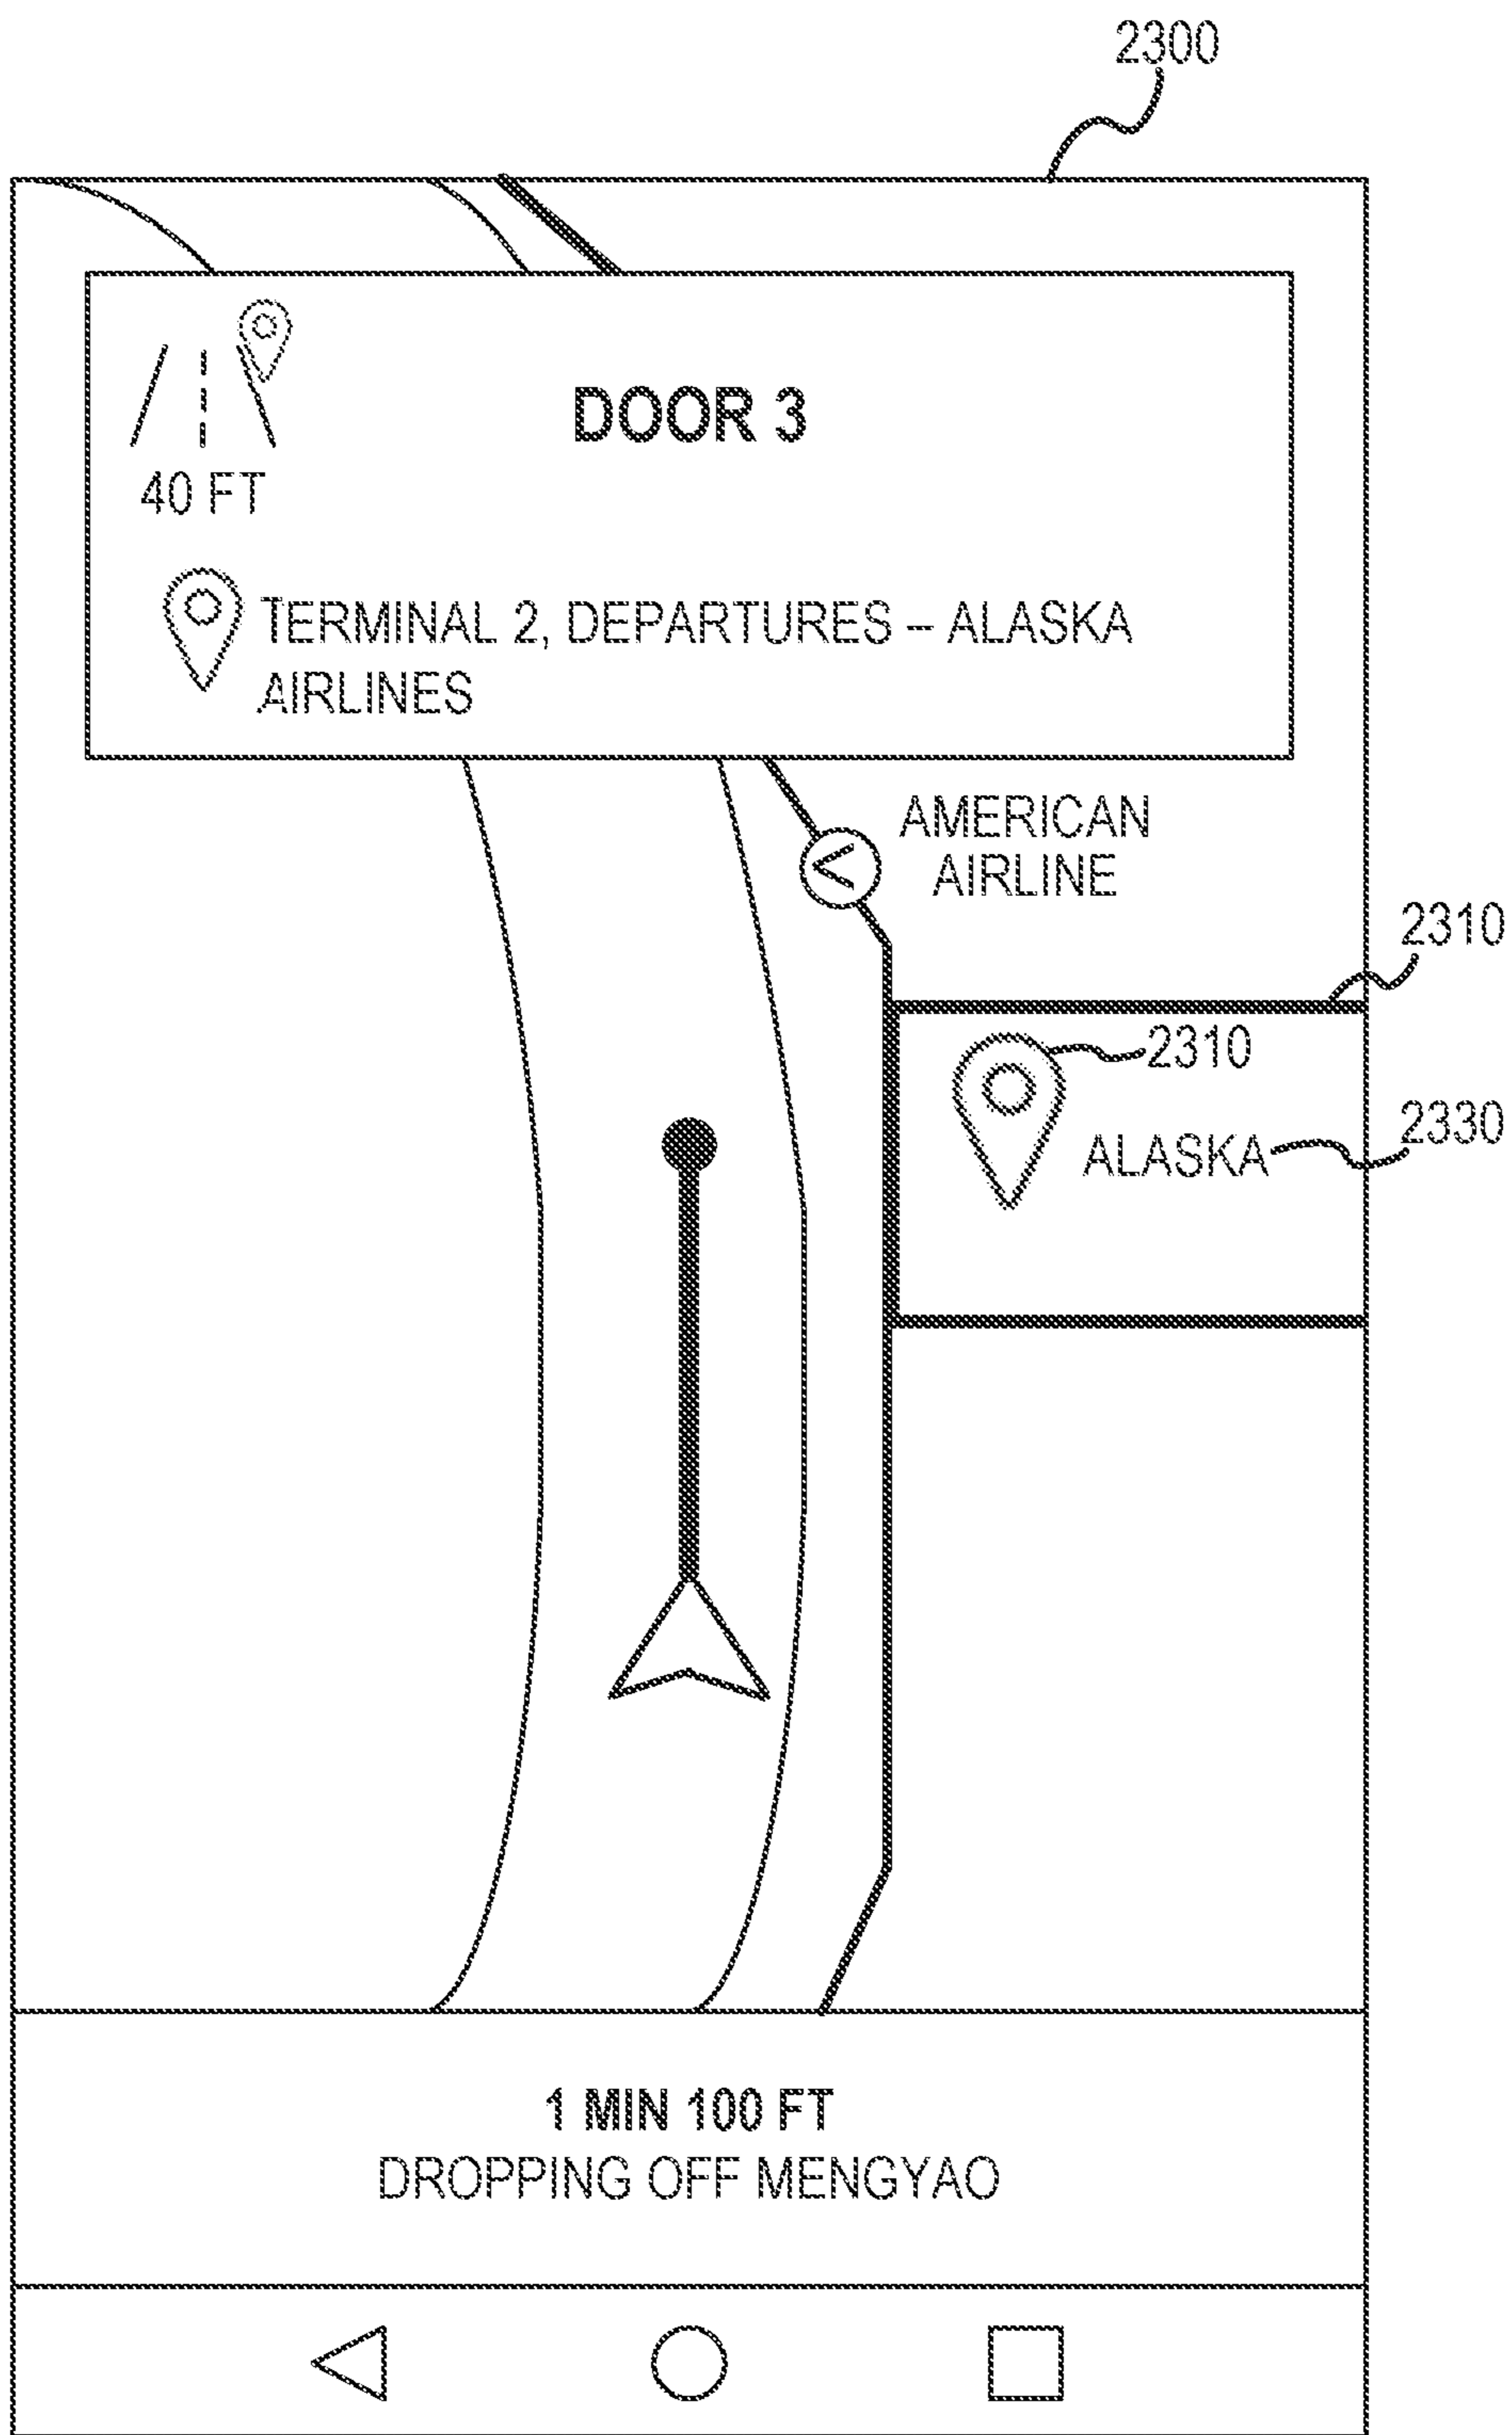 2300
DOOR 3
40 FT
TERMINAL 2, DEPARTURES – ALASKA
AIRLINES
AMERICAN
AIRLINE
2310
2310
ALASKA
2330
1 MIN 100 FT
DROPPING OFF MENGYAO